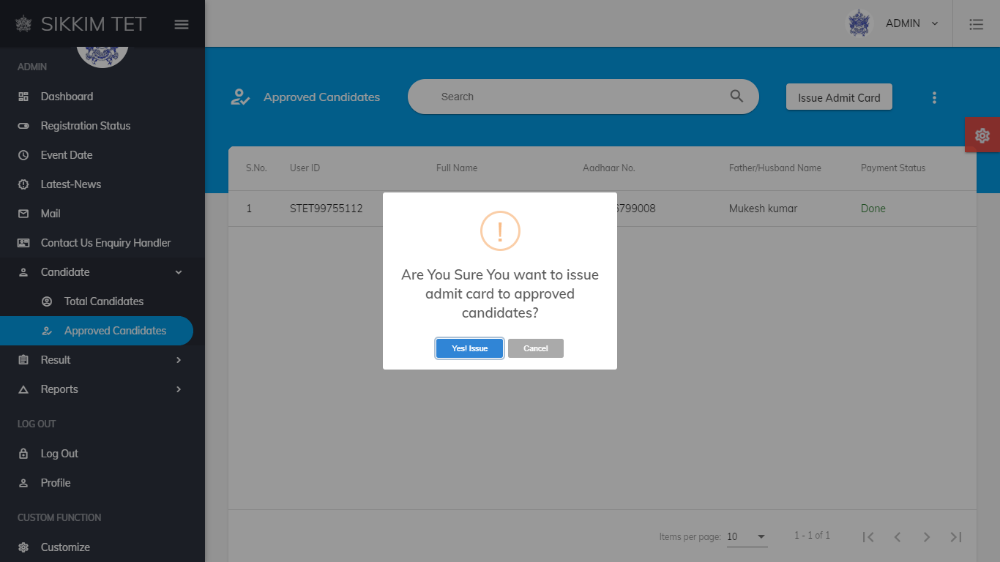 SIKKIM TET
ADMIN
ADMIN
Dashboard
Registration Status
Event Date
Latest-News
Mail
Contact Us Enquiry Handler
Candidate
Total Candidates
Approved Candidates
Result
Reports
LOG OUT
Log Out
Profile
CUSTOM FUNCTION
Customize
Approved Candidates
Search
Issue Admit Card
S.No. User ID Full Name Aadhaar No. Father/Husband Name Payment Status
1 STET99755112 6799008 Mukesh kumar Done
!
Are You Sure You want to issue
admit card to approved
candidates?
Yes! Issue Cancel
Items per page: 10 1 - 1 of 1